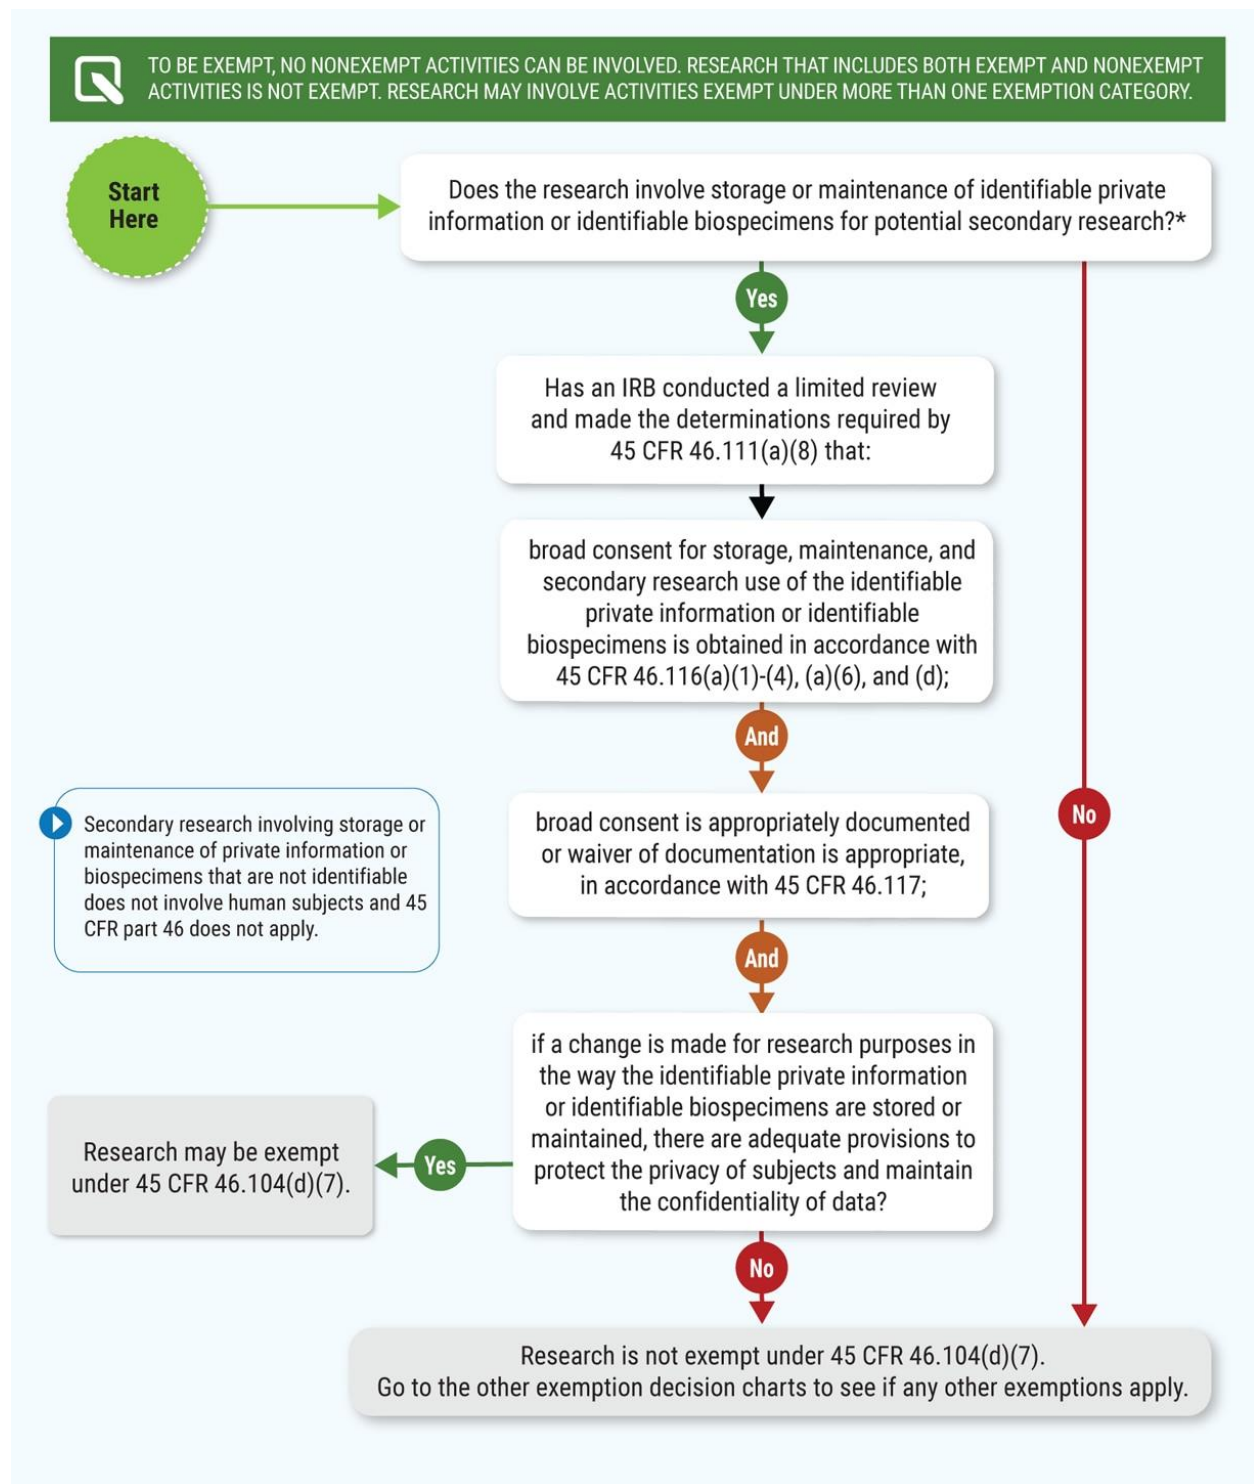 TO BE EXEMPT, NO NONEXEMPT ACTIVITIES CAN BE INVOLVED. RESEARCH THAT INCLUDES BOTH EXEMPT AND NONEXEMPT
ACTIVITIES IS NOT EXEMPT. RESEARCH MAY INVOLVE ACTIVITIES EXEMPT UNDER MORE THAN ONE EXEMPTION CATEGORY.
Start
Here
Does the research involve storage or maintenance of identifiable private
information or identifiable biospecimens for potential secondary research?*
Yes
Has an IRB conducted a limited review
and made the determinations required by
45 CFR 46.111(a)(8) that:
broad consent for storage, maintenance, and
secondary research use of the identifiable
private information or identifiable
biospecimens is obtained in accordance with
45 CFR 46.116(a)(1)-(4), (a)(6), and (d);
And
No
Secondary research involving storage or
maintenance of private information or
biospecimens that are not identifiable
does not involve human subjects and 45
CFR part 46 does not apply.
broad consent is appropriately documented
or waiver of documentation is appropriate,
in accordance with 45 CFR 46.117;
And
if a change is made for research purposes in
the way the identifiable private information
or identifiable biospecimens are stored or
maintained, there are adequate provisions to
protect the privacy of subjects and maintain
the confidentiality of data?
Yes
Research may be exempt
under 45 CFR 46.104(d)(7).
No
Research is not exempt under 45 CFR 46.104(d)(7).
Go to the other exemption decision charts to see if any other exemptions apply.